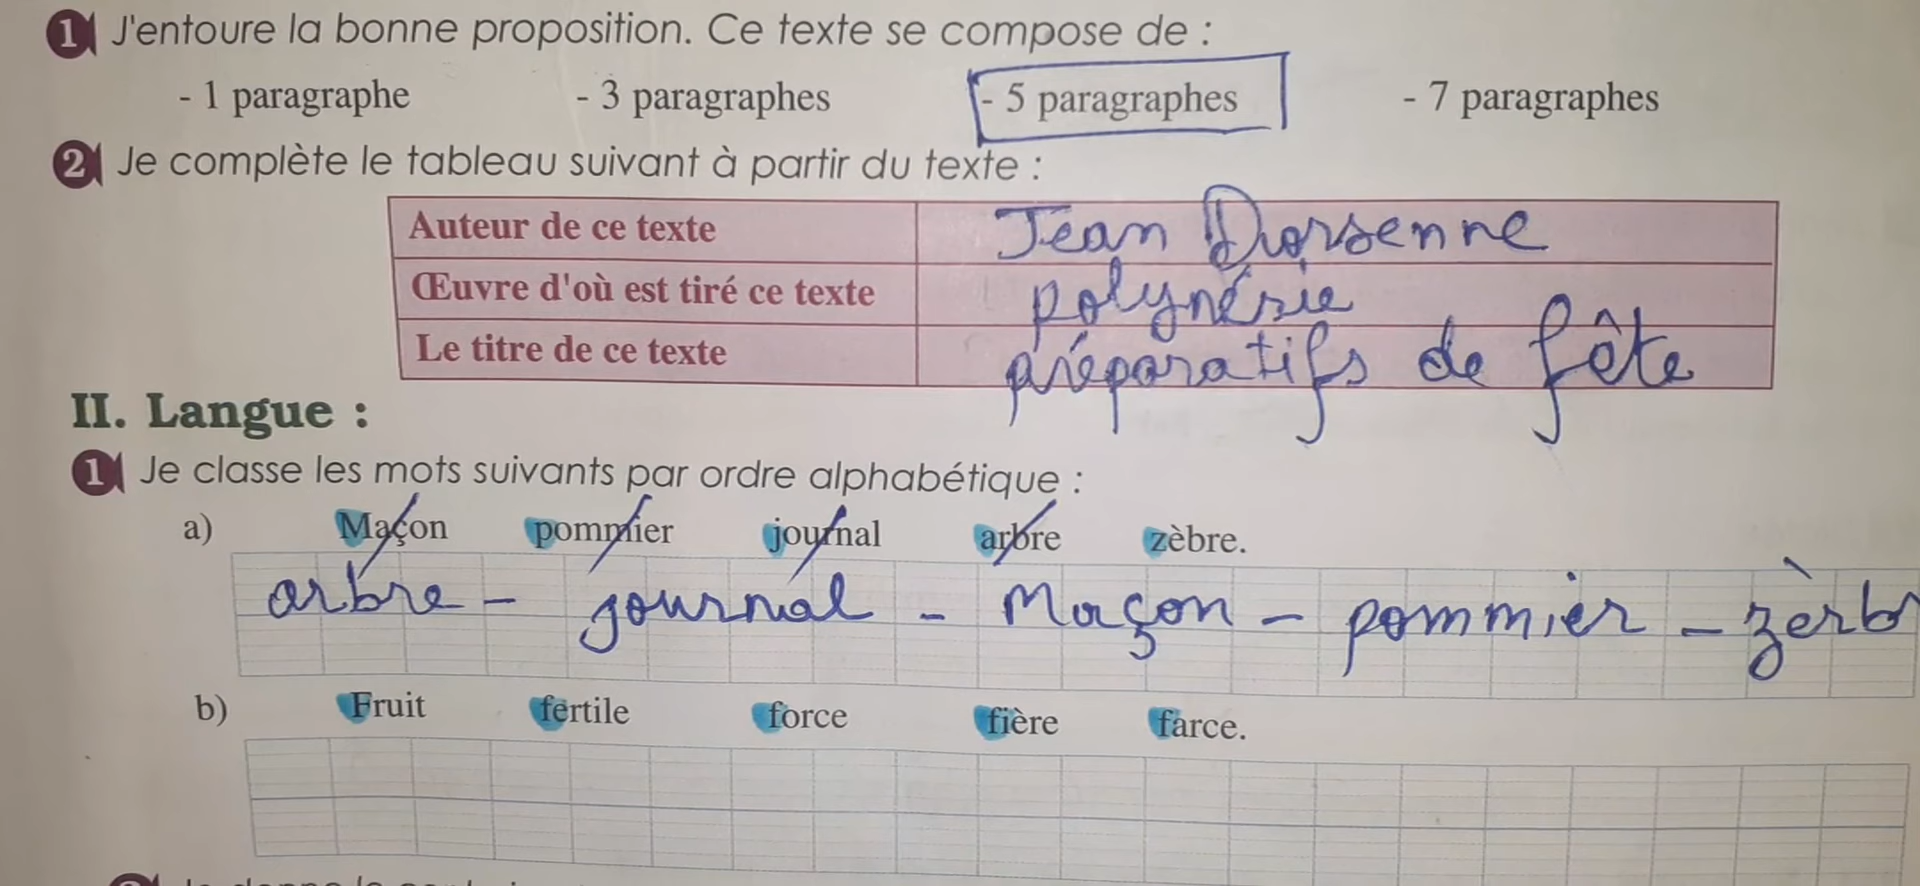 1 J'entoure la bonne proposition. Ce texte se compose de :
- 1 paragraphe - 3 paragraphes - 5 paragraphes - 7 paragraphes
2 Je complète le tableau suivant à partir du texte :
Auteur de ce texte Jean Dorsenne
Œuvre d'où est tiré ce texte polynésie
Le titre de ce texte préparatifs de fête
II. Langue :
1 Je classe les mots suivants par ordre alphabétique :
a) Maçon pommier journal arbre zèbre.
arbre - journal - Maçon - pommier - zèrb
b) Fruit fertile force fière farce.